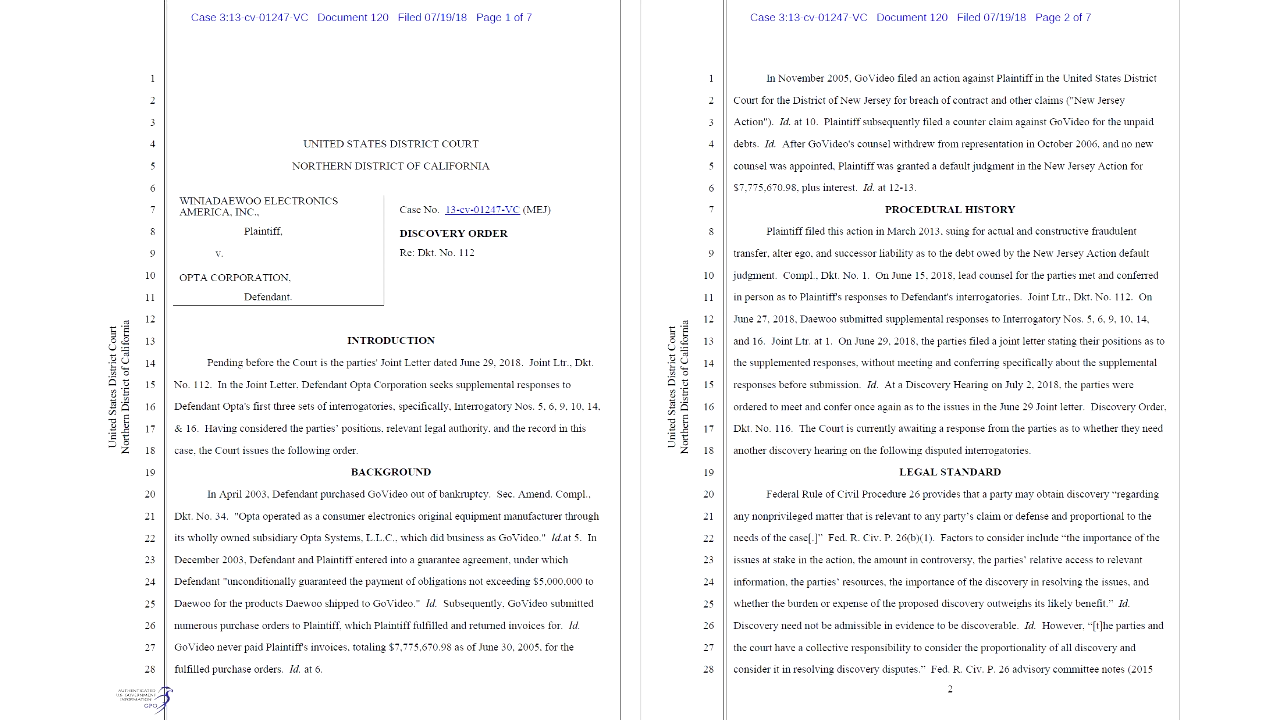 Case 3:13-cv-01247-VC Document 120 Filed 07/19/18 Page 1 of 7
1
2
3
4 UNITED STATES DISTRICT COURT
5 NORTHERN DISTRICT OF CALIFORNIA
6
WINIADAEWOO ELECTRONICS
AMERICA, INC.,
7 Case No. 13-cv-01247-VC (MEJ)
8 Plaintiff,
DISCOVERY ORDER
9 v.
Re: Dkt. No. 112
10 OPTA CORPORATION,
11 Defendant.
12
13 INTRODUCTION
14 Pending before the Court is the parties' Joint Letter dated June 29, 2018. Joint Ltr., Dkt.
15 No. 112. In the Joint Letter, Defendant Opta Corporation seeks supplemental responses to
16 Defendant Opta's first three sets of interrogatories, specifically, Interrogatory Nos. 5, 6, 9, 10, 14,
17 & 16. Having considered the parties' positions, relevant legal authority, and the record in this
18 case, the Court issues the following order.
19 BACKGROUND
20 In April 2003, Defendant purchased GoVideo out of bankruptcy. Sec. Amend. Compl.,
21 Dkt. No. 34. "Opta operated as a consumer electronics original equipment manufacturer through
22 its wholly owned subsidiary Opta Systems, L.L.C., which did business as GoVideo." Id.at 5. In
23 December 2003, Defendant and Plaintiff entered into a guarantee agreement, under which
24 Defendant "unconditionally guaranteed the payment of obligations not exceeding $5,000,000 to
25 Daewoo for the products Daewoo shipped to GoVideo." Id. Subsequently, GoVideo submitted
26 numerous purchase orders to Plaintiff, which Plaintiff fulfilled and returned invoices for. Id.
27 GoVideo never paid Plaintiff's invoices, totaling $7,775,670.98 as of June 30, 2005, for the
28 fulfilled purchase orders. Id. at 6.
United States District Court
Northern District of California
AUTHENTICATED
U.S. GOVERNMENT
INFORMATION
GPO
Case 3:13-cv-01247-VC Document 120 Filed 07/19/18 Page 2 of 7
1 In November 2005, GoVideo filed an action against Plaintiff in the United States District
2 Court for the District of New Jersey for breach of contract and other claims ("New Jersey
3 Action"). Id. at 10. Plaintiff subsequently filed a counter claim against GoVideo for the unpaid
4 debts. Id. After GoVideo's counsel withdrew from representation in October 2006, and no new
5 counsel was appointed, Plaintiff was granted a default judgment in the New Jersey Action for
6 $7,775,670.98, plus interest. Id. at 12-13.
7 PROCEDURAL HISTORY
8 Plaintiff filed this action in March 2013, suing for actual and constructive fraudulent
9 transfer, alter ego, and successor liability as to the debt owed by the New Jersey Action default
10 judgment. Compl., Dkt. No. 1. On June 15, 2018, lead counsel for the parties met and conferred
11 in person as to Plaintiff's responses to Defendant's interrogatories. Joint Ltr., Dkt. No. 112. On
12 June 27, 2018, Daewoo submitted supplemental responses to Interrogatory Nos. 5, 6, 9, 10, 14,
13 and 16. Joint Ltr. at 1. On June 29, 2018, the parties filed a joint letter stating their positions as to
14 the supplemented responses, without meeting and conferring specifically about the supplemental
15 responses before submission. Id. At a Discovery Hearing on July 2, 2018, the parties were
16 ordered to meet and confer once again as to the issues in the June 29 Joint letter. Discovery Order,
17 Dkt. No. 116. The Court is currently awaiting a response from the parties as to whether they need
18 another discovery hearing on the following disputed interrogatories.
19 LEGAL STANDARD
20 Federal Rule of Civil Procedure 26 provides that a party may obtain discovery “regarding
21 any nonprivileged matter that is relevant to any party’s claim or defense and proportional to the
22 needs of the case[.]” Fed. R. Civ. P. 26(b)(1). Factors to consider include “the importance of the
23 issues at stake in the action, the amount in controversy, the parties’ relative access to relevant
24 information, the parties’ resources, the importance of the discovery in resolving the issues, and
25 whether the burden or expense of the proposed discovery outweighs its likely benefit.” Id.
26 Discovery need not be admissible in evidence to be discoverable. Id. However, “[t]he parties and
27 the court have a collective responsibility to consider the proportionality of all discovery and
28 consider it in resolving discovery disputes.” Fed. R. Civ. P. 26 advisory committee notes (2015
United States District Court
Northern District of California
2